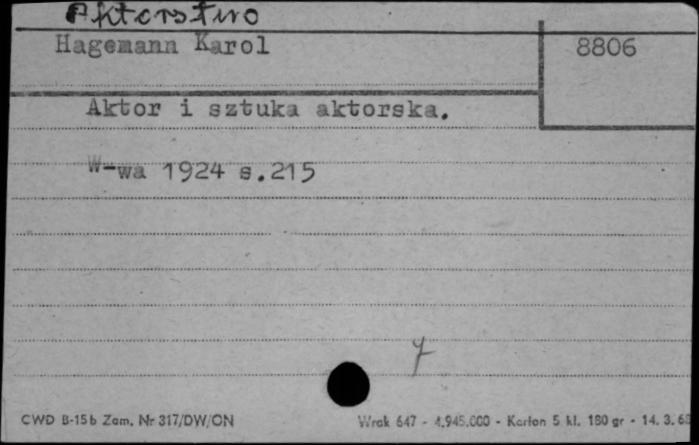 Aktorstwo
Hagemann Karol
8806
Aktor i sztuka aktorska.
W-wa 1924 s.215
7
CWD B-15b Zam. Nr 317/DW/ON
Wrak 647 - 4.945.000 - Karton 5 kl. 180 gr - 14. 3. 6